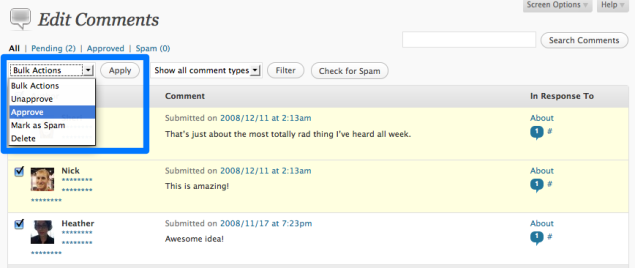 Screen Options Help
Edit Comments
All | Pending (2) | Approved | Spam (0)
Search Comments
Bulk Actions Apply Show all comment types Filter Check for Spam
Bulk Actions
Unapprove
Approve
Mark as Spam
Delete
Comment In Response To
Submitted on 2008/12/11 at 2:13am About
That's just about the most totally rad thing I've heard all week. 1 #
Nick Submitted on 2008/12/11 at 2:13am About
********
This is amazing! 1 #
********
********
Heather Submitted on 2008/11/17 at 7:23pm About
********
Awesome idea! 1 #
********
********